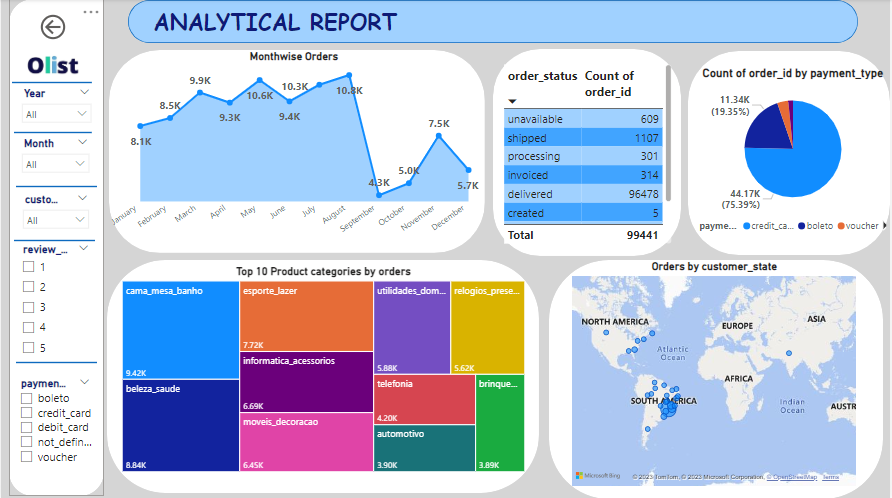 ANALYTICAL REPORT
Olist
Year
All
Month
All
custo...
All
review_...
1
2
3
4
5
paymen...
boleto
credit_card
debit_card
not_defin...
voucher
Monthwise Orders
8.1K
8.5K
9.9K
9.3K
10.6K
9.4K
10.3K
10.8K
4.3K
5.0K
7.5K
5.7K
January
February
March
April
May
June
July
August
September
October
November
December
order_status Count of order_id
unavailable 609
shipped 1107
processing 301
invoiced 314
delivered 96478
created 5
Total 99441
Count of order_id by payment_type
11.34K
(19.35%)
44.17K
(75.39%)
payme... credit_ca... boleto voucher
Top 10 Product categories by orders
cama_mesa_banho
9.42K
beleza_saude
8.84K
esporte_lazer
7.72K
informatica_acessorios
6.69K
moveis_decoracao
6.45K
utilidades_dom...
5.88K
relogios_prese...
5.62K
telefonia
4.20K
automotivo
3.90K
brinque...
3.89K
Orders by customer_state
NORTH AMERICA
EUROPE
ASIA
Atlantic
Ocean
AFRICA
SOUTH AMERICA
Indian
Ocean
AUSTR
Microsoft Bing
© 2023 TomTom, © 2023 Microsoft Corporation, © OpenStreetMap Terms